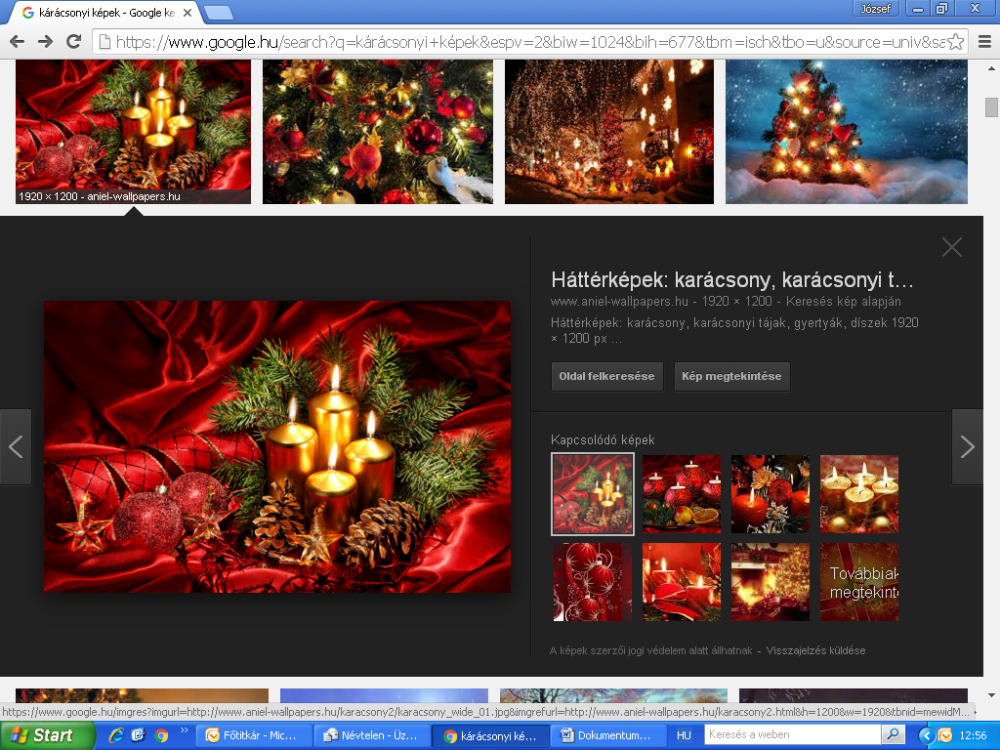 kárácsonyi képek - Google ke
József
https://www.google.hu/search?q=kárácsonyi+képek&espv=2&biw=1024&bih=677&tbm=isch&tbo=u&source=univ&sa
1920 × 1200 - aniel-wallpapers.hu
Háttérképek: karácsony, karácsonyi t...
www.aniel-wallpapers.hu - 1920 × 1200 - Keresés kép alapján
Háttérképek: karácsony, karácsonyi tájak, gyertyák, díszek 1920
× 1200 px ...
Oldal felkeresése
Kép megtekintése
Kapcsolódó képek
Továbbiak
megtekinté
A képek szerzői jogi védelem alatt állhatnak - Visszajelzés küldése
https://www.google.hu/imgres?imgurl=http://www.aniel-wallpapers.hu/karacsony2/karacsony_wide_01.jpg&imgrefurl=http://www.aniel-wallpapers.hu/karacsony2.html&h=1200&w=1920&tbnid=mewidM...
Start
Főtitkár - Mic...
Névtelen - Üz...
kárácsonyi ké...
Dokumentum...
HU
Keresés a weben
12:56